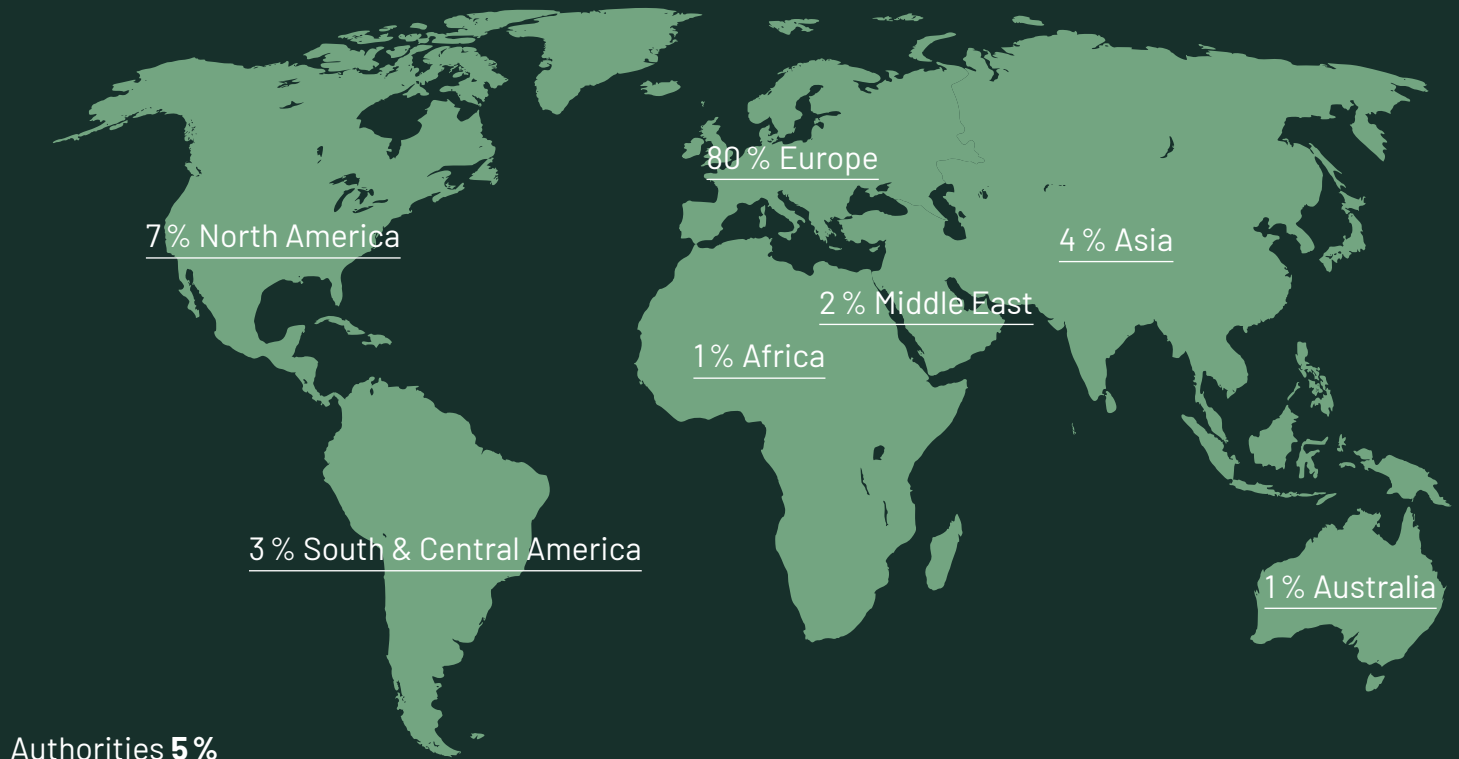 80 % Europe
7 % North America
4 % Asia
2 % Middle East
1 % Africa
3 % South & Central America
1 % Australia
Authorities 5 %